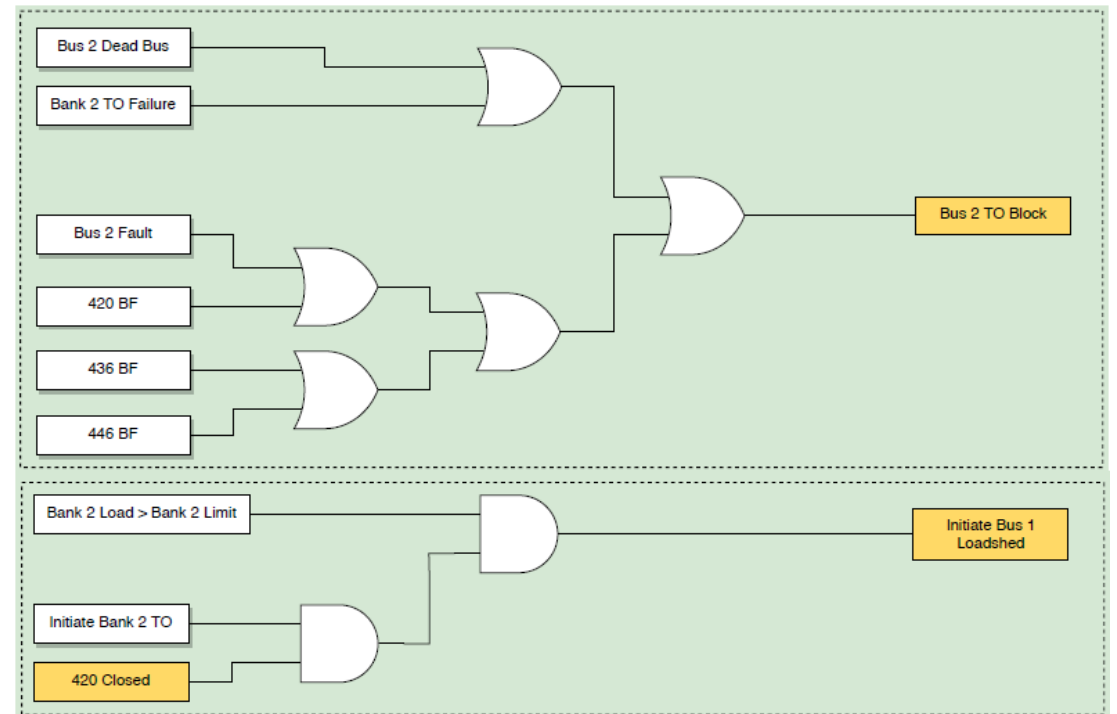 Bus 2 Dead Bus
Bank 2 TO Failure
Bus 2 TO Block
Bus 2 Fault
420 BF
436 BF
446 BF
Bank 2 Load > Bank 2 Limit
Initiate Bus 1
Loadshed
Initiate Bank 2 TO
420 Closed